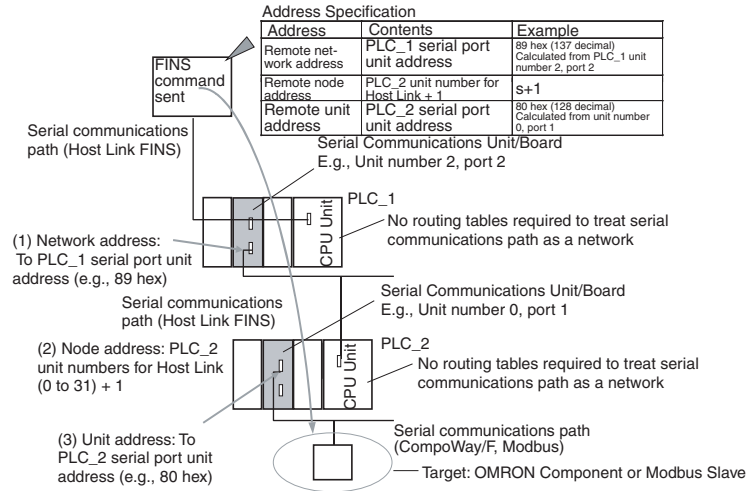 Address Specification
Address Contents Example
Remote net-
work address
PLC_1 serial port
unit address
89 hex (137 decimal)
Calculated from PLC_1 unit
number 2, port 2
Remote node
address
PLC_2 unit number for
Host Link + 1
s+1
Remote unit
address
PLC_2 serial port
unit address
80 hex (128 decimal)
Calculated from unit number
0, port 1
FINS
command
sent
Serial communications
path (Host Link FINS)
Serial Communications Unit/Board
E.g., Unit number 2, port 2
PLC_1
CPU Unit
No routing tables required to treat serial
communications path as a network
(1) Network address:
To PLC_1 serial port unit
address (e.g., 89 hex)
Serial communications
path (Host Link FINS)
Serial Communications Unit/Board
E.g., Unit number 0, port 1
(2) Node address: PLC_2
unit numbers for Host Link
(0 to 31) + 1
PLC_2
CPU Unit
No routing tables required to treat serial
communications path as a network
(3) Unit address: To
PLC_2 serial port unit
address (e.g., 80 hex)
Serial communications path
(CompoWay/F, Modbus)
Target: OMRON Component or Modbus Slave